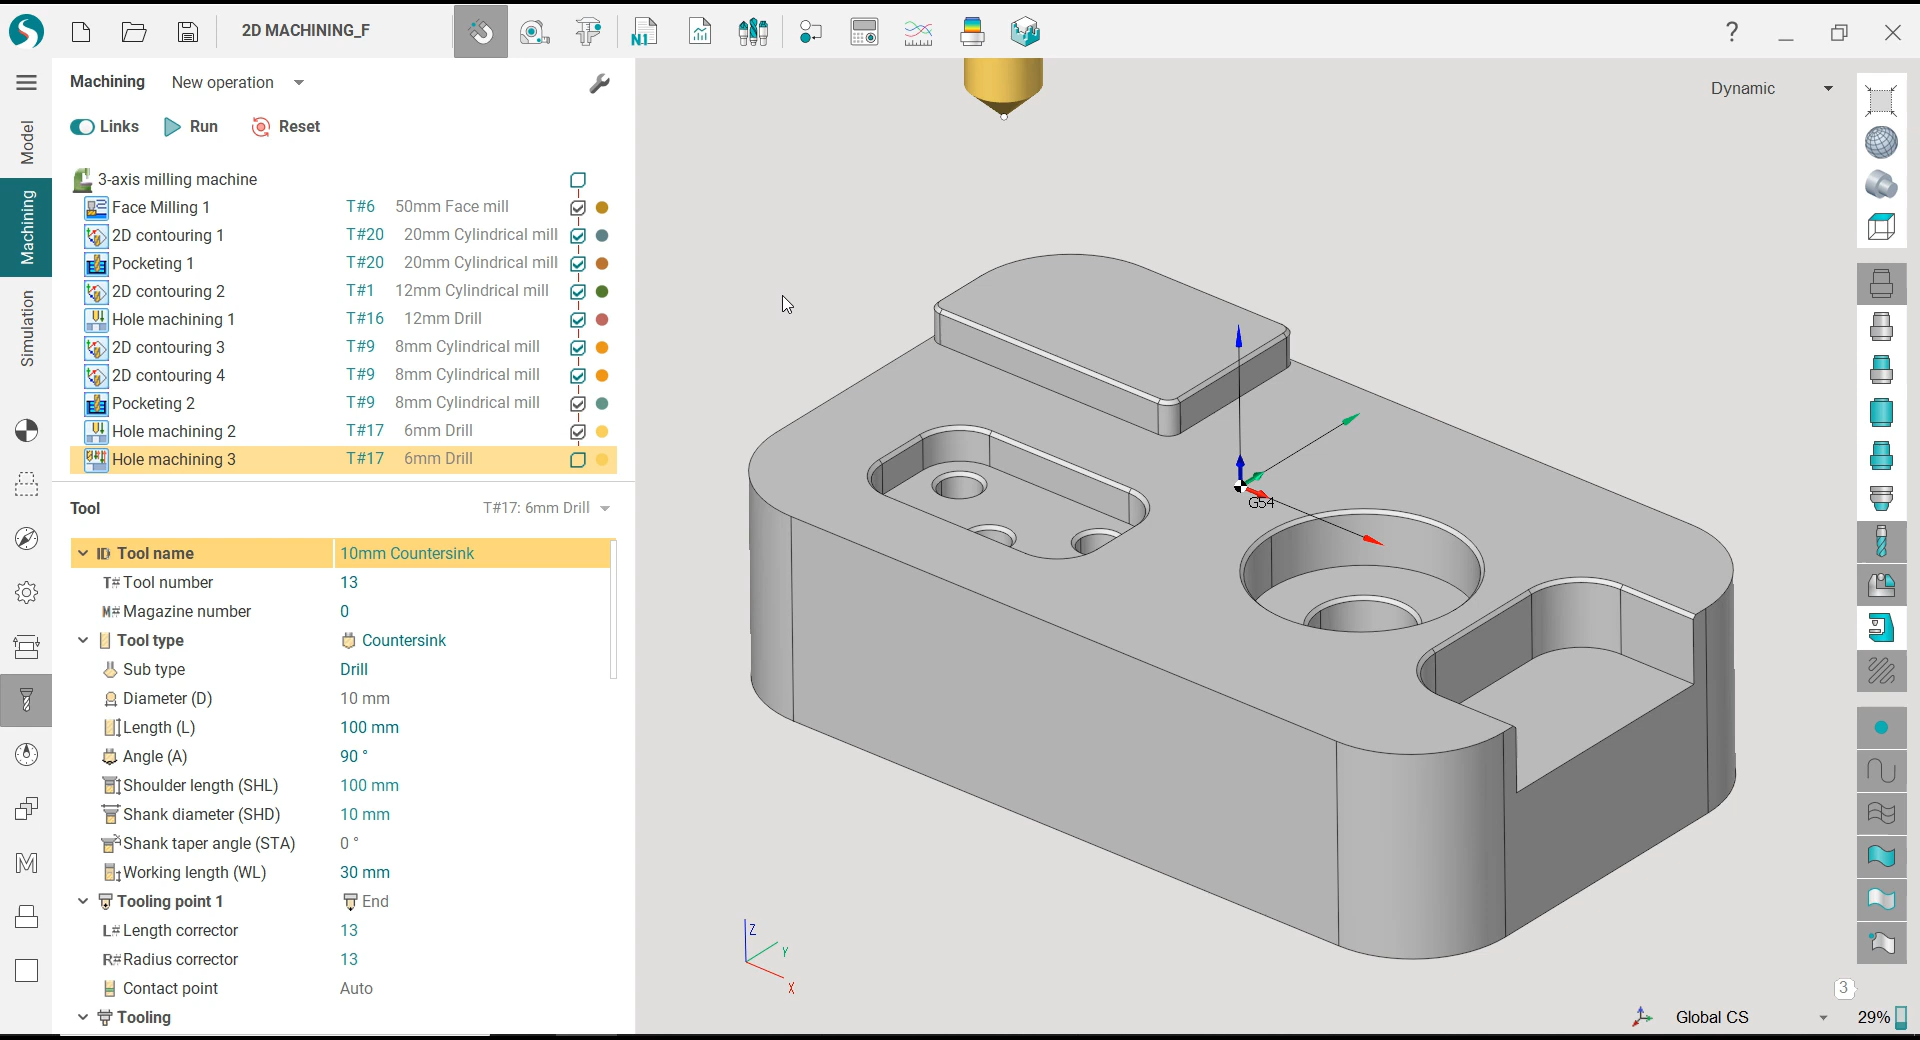 2D MACHINING_F
N1
?
Machining New operation
Links Run Reset
Model
Machining
Simulation
3-axis milling machine
Face Milling 1 T#6 50mm Face mill
2D contouring 1 T#20 20mm Cylindrical mill
Pocketing 1 T#20 20mm Cylindrical mill
2D contouring 2 T#1 12mm Cylindrical mill
Hole machining 1 T#16 12mm Drill
2D contouring 3 T#9 8mm Cylindrical mill
2D contouring 4 T#9 8mm Cylindrical mill
Pocketing 2 T#9 8mm Cylindrical mill
Hole machining 2 T#17 6mm Drill
Hole machining 3 T#17 6mm Drill
Tool T#17: 6mm Drill
ID Tool name 10mm Countersink
T# Tool number 13
M# Magazine number 0
Tool type Countersink
Sub type Drill
Diameter (D) 10 mm
Length (L) 100 mm
Angle (A) 90 °
Shoulder length (SHL) 100 mm
Shank diameter (SHD) 10 mm
Shank taper angle (STA) 0 °
Working length (WL) 30 mm
Tooling point 1 End
L# Length corrector 13
R# Radius corrector 13
Contact point Auto
Tooling
M
Dynamic
G54
Z
Y
X
3
Global CS 29%